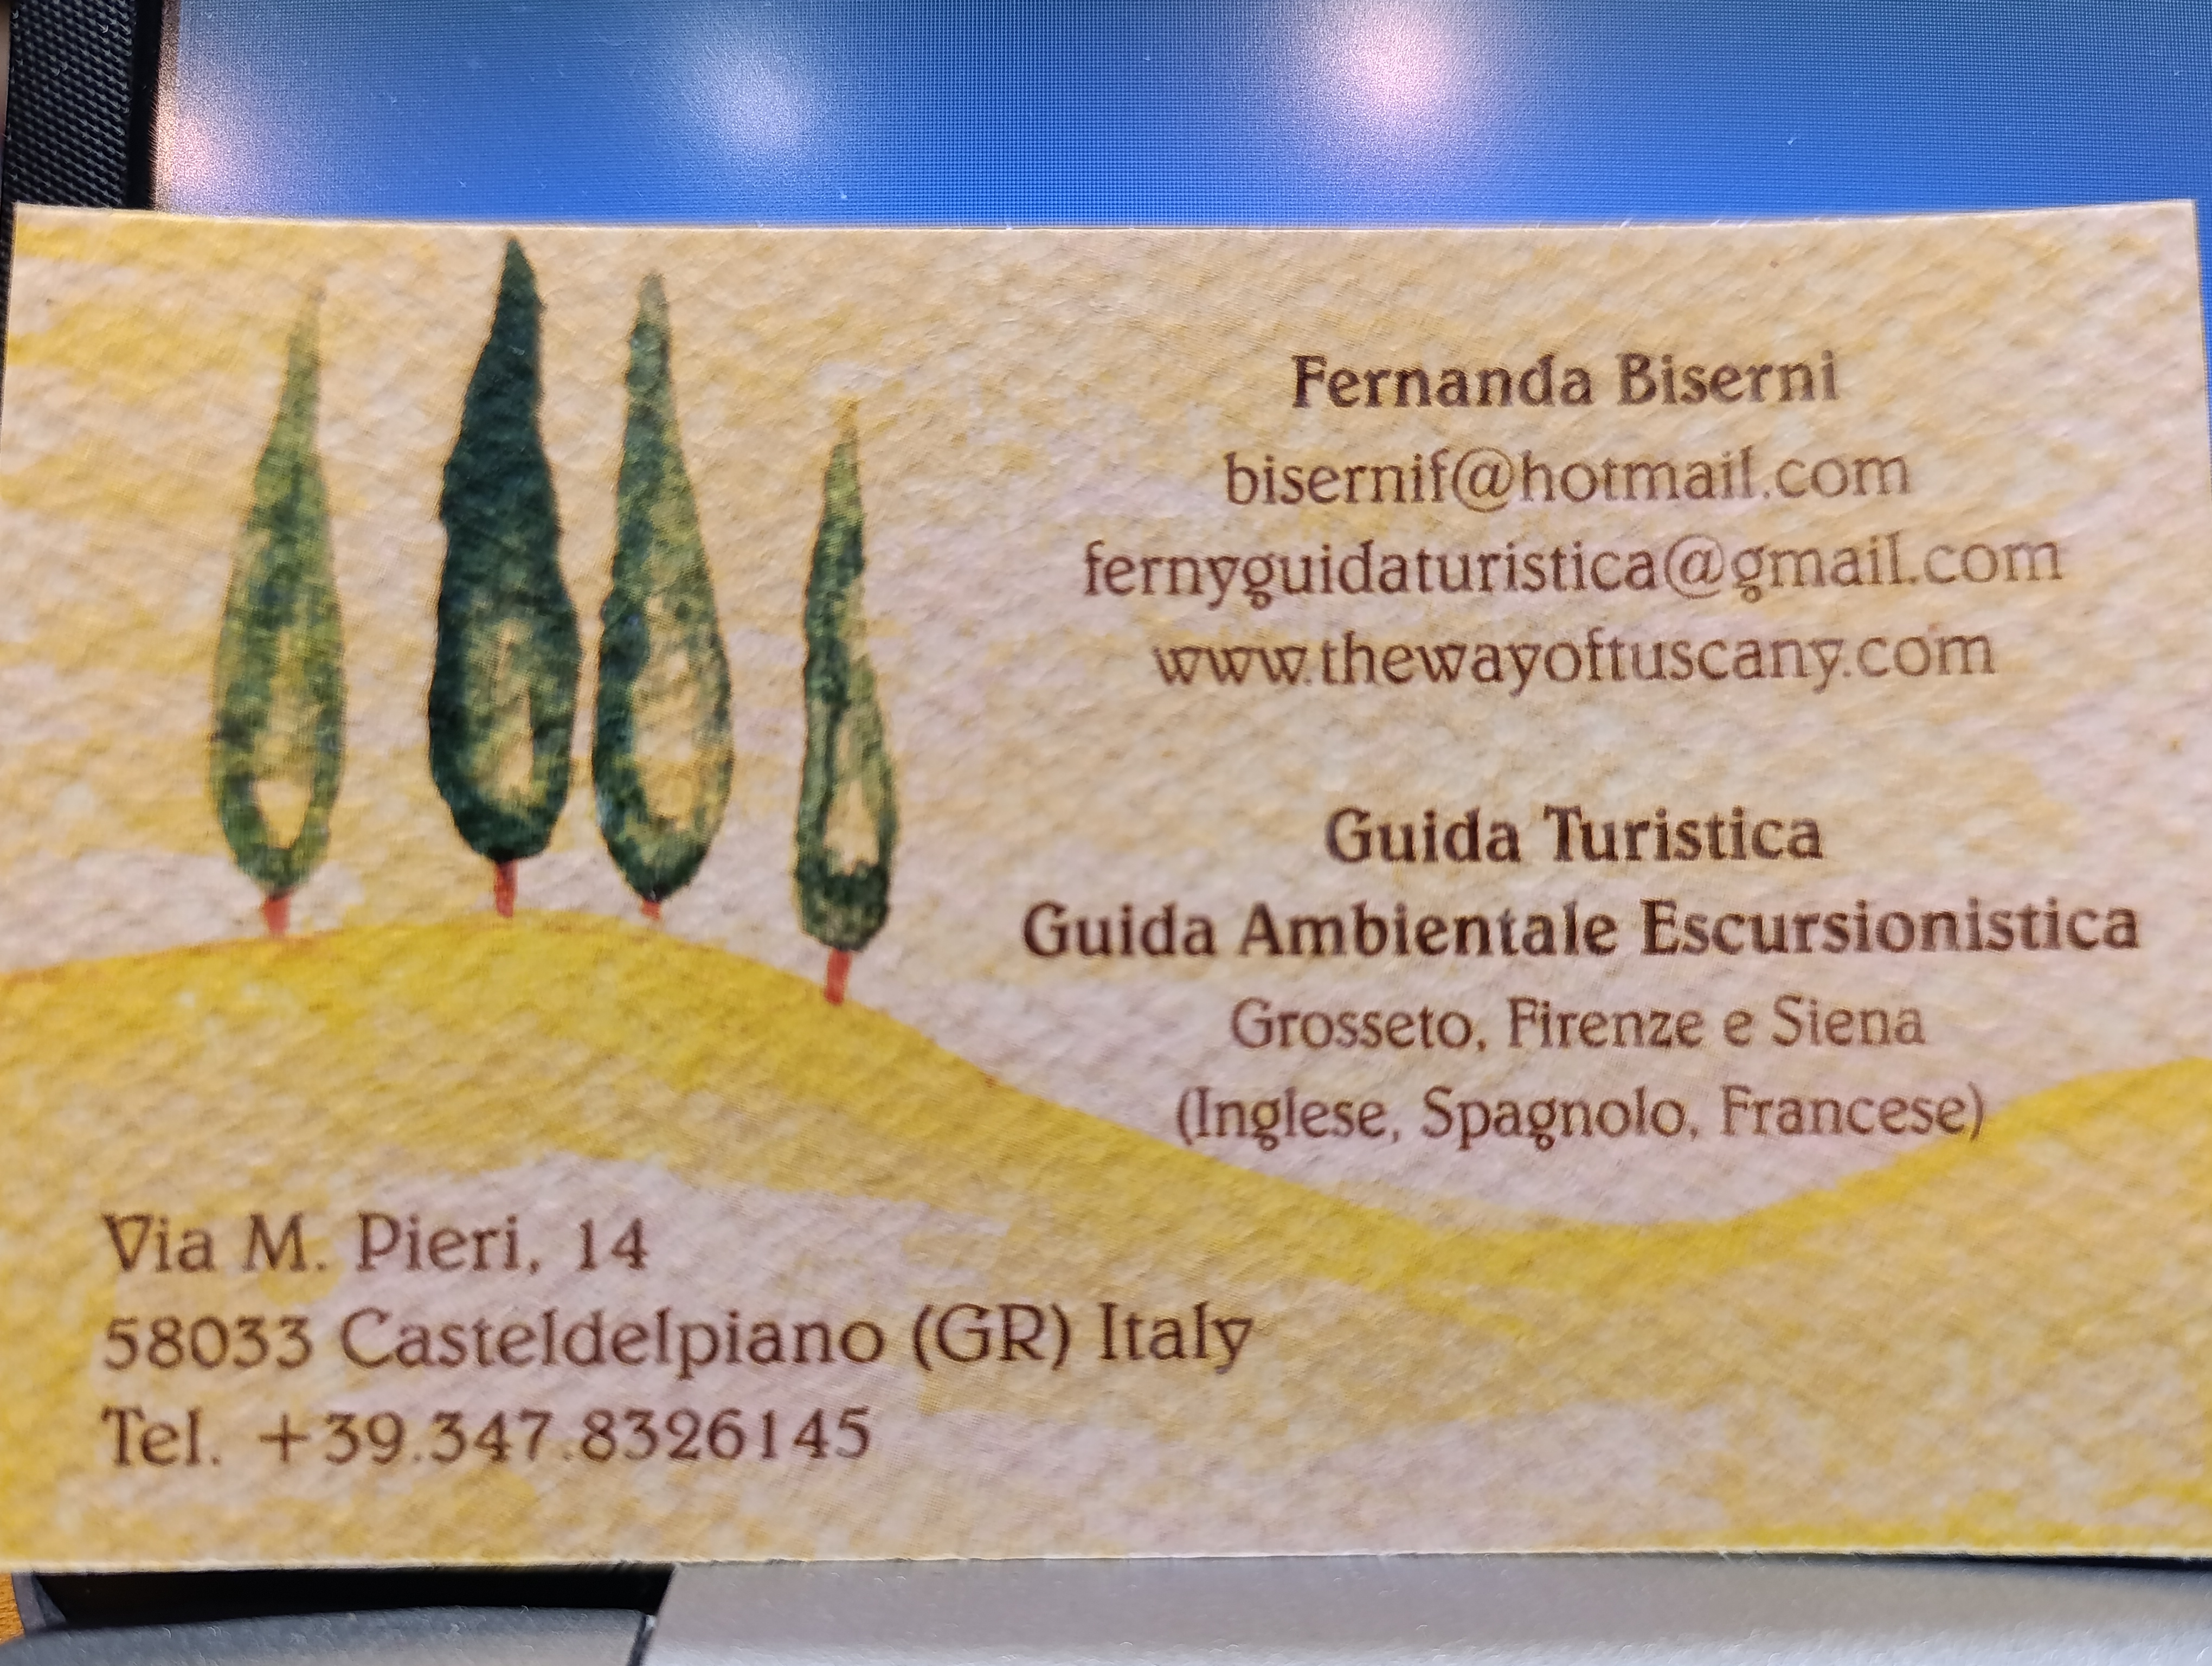 Fernanda Biserni
bisernif@hotmail.com
fernyguidaturistica@gmail.com
www.thewayoftuscany.com
Guida Turistica
Guida Ambientale Escursionistica
Grosseto, Firenze e Siena
(Inglese, Spagnolo, Francese)
Via M. Pieri, 14
58033 Casteldelpiano (GR) Italy
Tel. +39.347.8326145